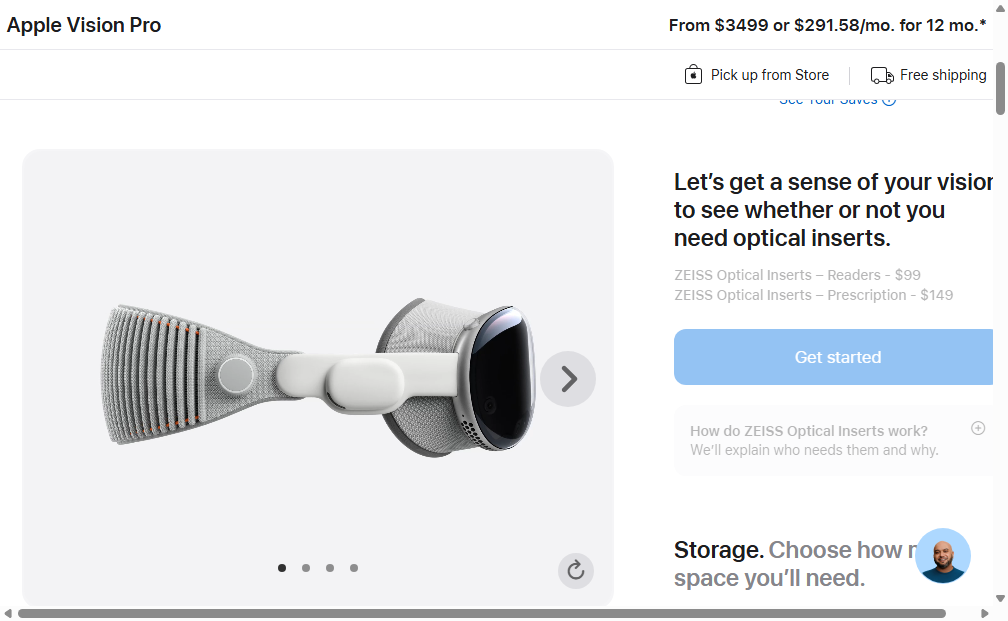 Apple Vision Pro
From $3499 or $291.58/mo. for 12 mo.*
Pick up from Store
Free shipping
See Your Saves
Let's get a sense of your vision
to see whether or not you
need optical inserts.
ZEISS Optical Inserts – Readers - $99
ZEISS Optical Inserts – Prescription - $149
Get started
How do ZEISS Optical Inserts work?
We'll explain who needs them and why.
Storage. Choose how
space you'll need.